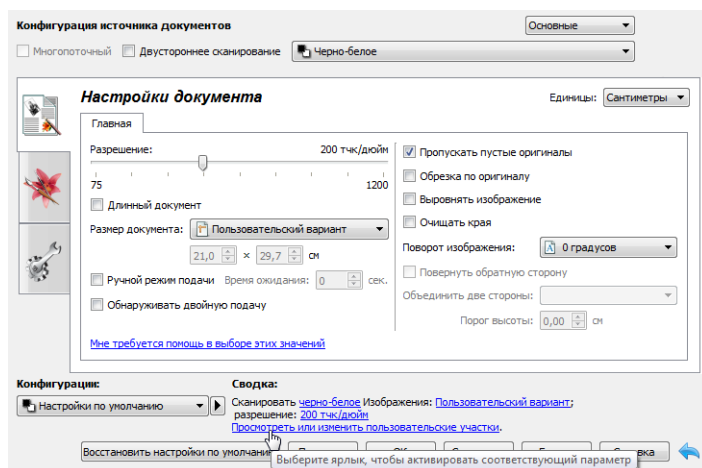 Конфигурация источника документов
Основные
Многопоточный Двустороннее сканирование Черно-белое
Настройки документа
Единицы: Сантиметры
Главная
Разрешение: 200 тчк/дюйм
75 1200
Длинный документ
Размер документа: Пользовательский вариант
21,0 × 29,7 см
Ручной режим подачи Время ожидания: 0 сек.
Обнаруживать двойную подачу
Мне требуется помощь в выборе этих значений
Пропускать пустые оригиналы
Обрезка по оригиналу
Выровнять изображение
Очищать края
Поворот изображения: 0 градусов
Повернуть обратную сторону
Объединить две стороны:
Порог высоты: 0,00 см
Конфигурации:
Настройки по умолчанию
Сводка:
Сканировать черно-белое Изображения: Пользовательский вариант;
разрешение: 200 тчк/дюйм
Просмотреть или изменить пользовательские участки.
Восстановить настройки по умолчанию
Выберите ярлык, чтобы активировать соответствующий параметр